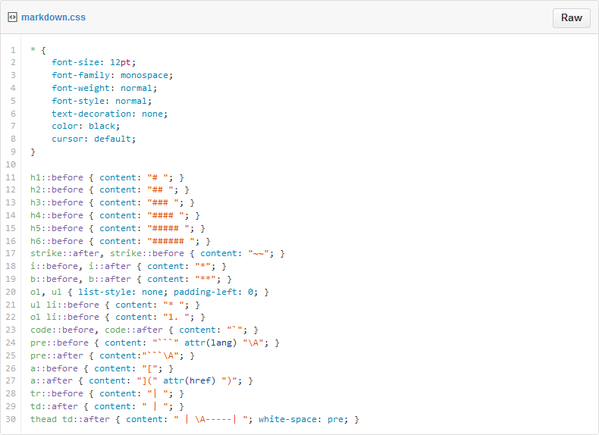 markdown.css
Raw
1 * {
2     font-size: 12pt;
3     font-family: monospace;
4     font-weight: normal;
5     font-style: normal;
6     text-decoration: none;
7     color: black;
8     cursor: default;
9 }
10
11 h1::before { content: "# "; }
12 h2::before { content: "## "; }
13 h3::before { content: "### "; }
14 h4::before { content: "#### "; }
15 h5::before { content: "##### "; }
16 h6::before { content: "###### "; }
17 strike::after, strike::before { content: "~~"; }
18 i::before, i::after { content: "*"; }
19 b::before, b::after { content: "**"; }
20 ol, ul { list-style: none; padding-left: 0; }
21 ul li::before { content: "* "; }
22 ol li::before { content: "1. "; }
23 code::before, code::after { content: "`"; }
24 pre::before { content: "```" attr(lang) "\A"; }
25 pre::after { content:"```\A"; }
26 a::before { content: "["; }
27 a::after { content: "](" attr(href) ")"; }
28 tr::before { content: "| "; }
29 td::after { content: " | "; }
30 thead td::after { content: " | \A-----| "; white-space: pre; }